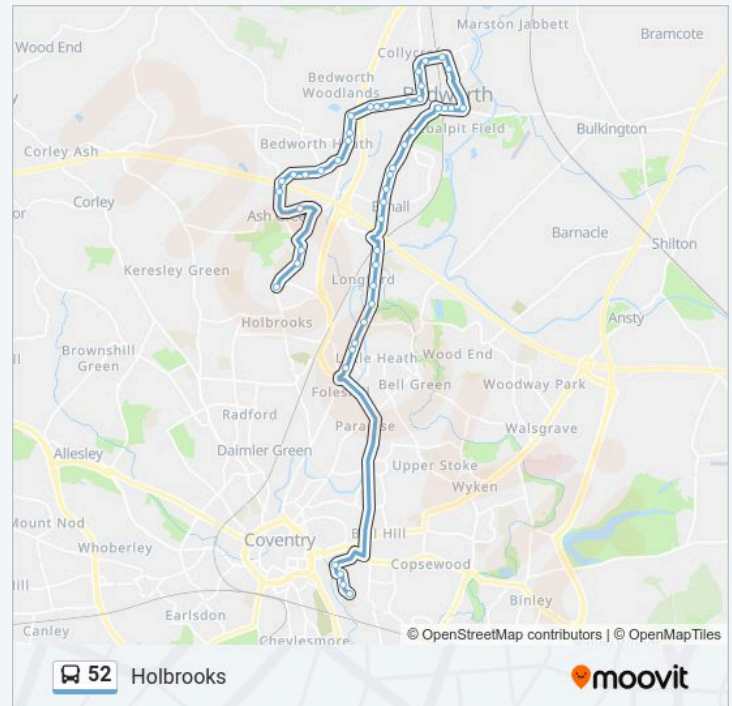 Marston Jabbett
Wood End
Collycroft
Bramcote
Bedworth
Woodlands
Bedworth
Coalpit Field
Bulkington
Corley Ash
Bedworth Heath
Corley
Ash Green
Exhall
Barnacle
Shilton
Keresley Green
Longford
Ansty
Holbrooks
Brownshill
Green
Little Heath
Wood End
Bell Green
Woodway Park
Foleshill
Radford
Paradise
Walsgrave
Allesley
Daimler Green
Upper Stoke
Wyken
Mount Nod
Coventry
Ball Hill
Whoberley
Copsewood
Earlsdon
Binley
Canley
Cheylesmore
© OpenStreetMap contributors | © OpenMapTiles
52 Holbrooks
moovit